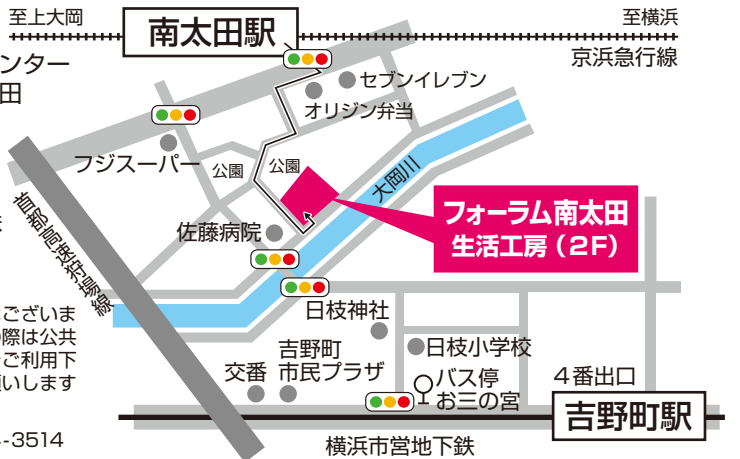 至上大岡
南太田駅
至横浜
京浜急行線
ンター
田
セブンイレブン
オリジン弁当
フジスーパー
公園
公園
大岡川
首都高速狩場線
佐藤病院
フォーラム南太田
生活工房(2F)
ございま
際は公共
ご利用下
願いします
日枝神社
吉野町
市民プラザ
交番
日枝小学校
バス停
お三の宮
4番出口
吉野町駅
-3514
横浜市営地下鉄